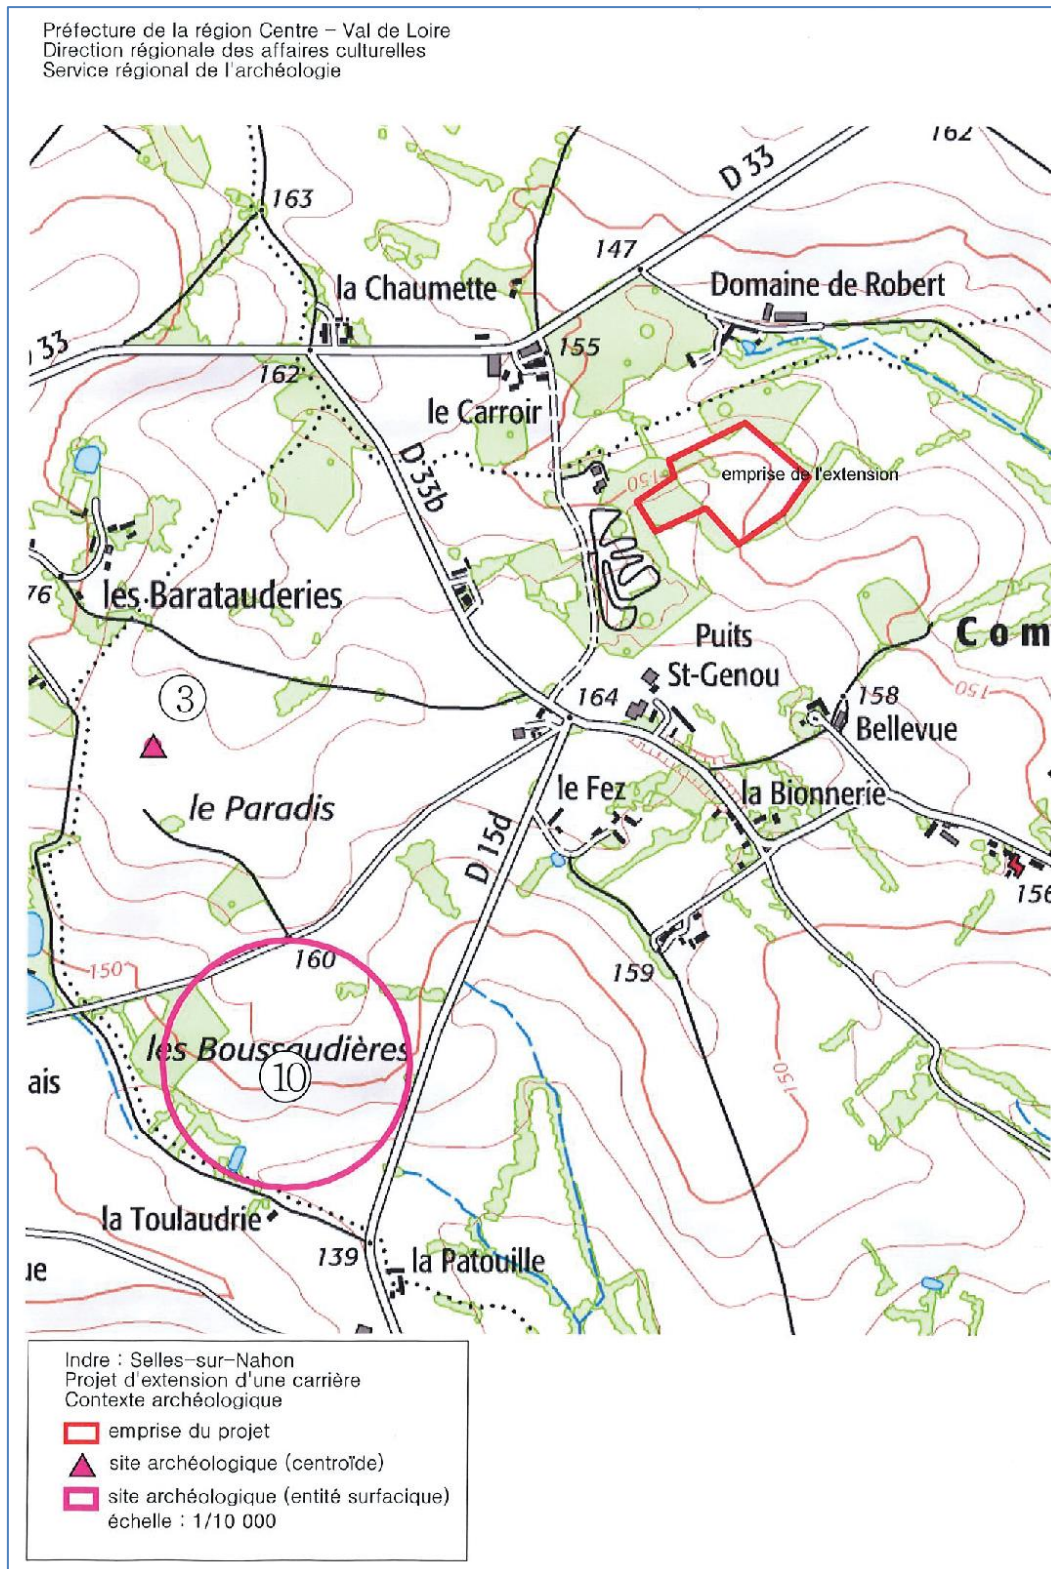 Préfecture de la région Centre – Val de Loire
Direction régionale des affaires culturelles
Service régional de l'archéologie
162
D 33
163
147
la Chaumette
Domaine de Robert
33
155
162
le Carroir
D 33b
emprise de l'extension
150
76
les Baratauderies
Com
Puits
St-Genou
3
164
150
158
Bellevue
le Paradis
le Fez
la Bionnerie
D 15d
156
160
159
150
les Boussaudières
10
150
ais
la Toulaudrie
139
la Patouille
ue
Indre : Selles-sur-Nahon
Projet d'extension d'une carrière
Contexte archéologique
emprise du projet
site archéologique (centroïde)
site archéologique (entité surfacique)
échelle : 1/10 000